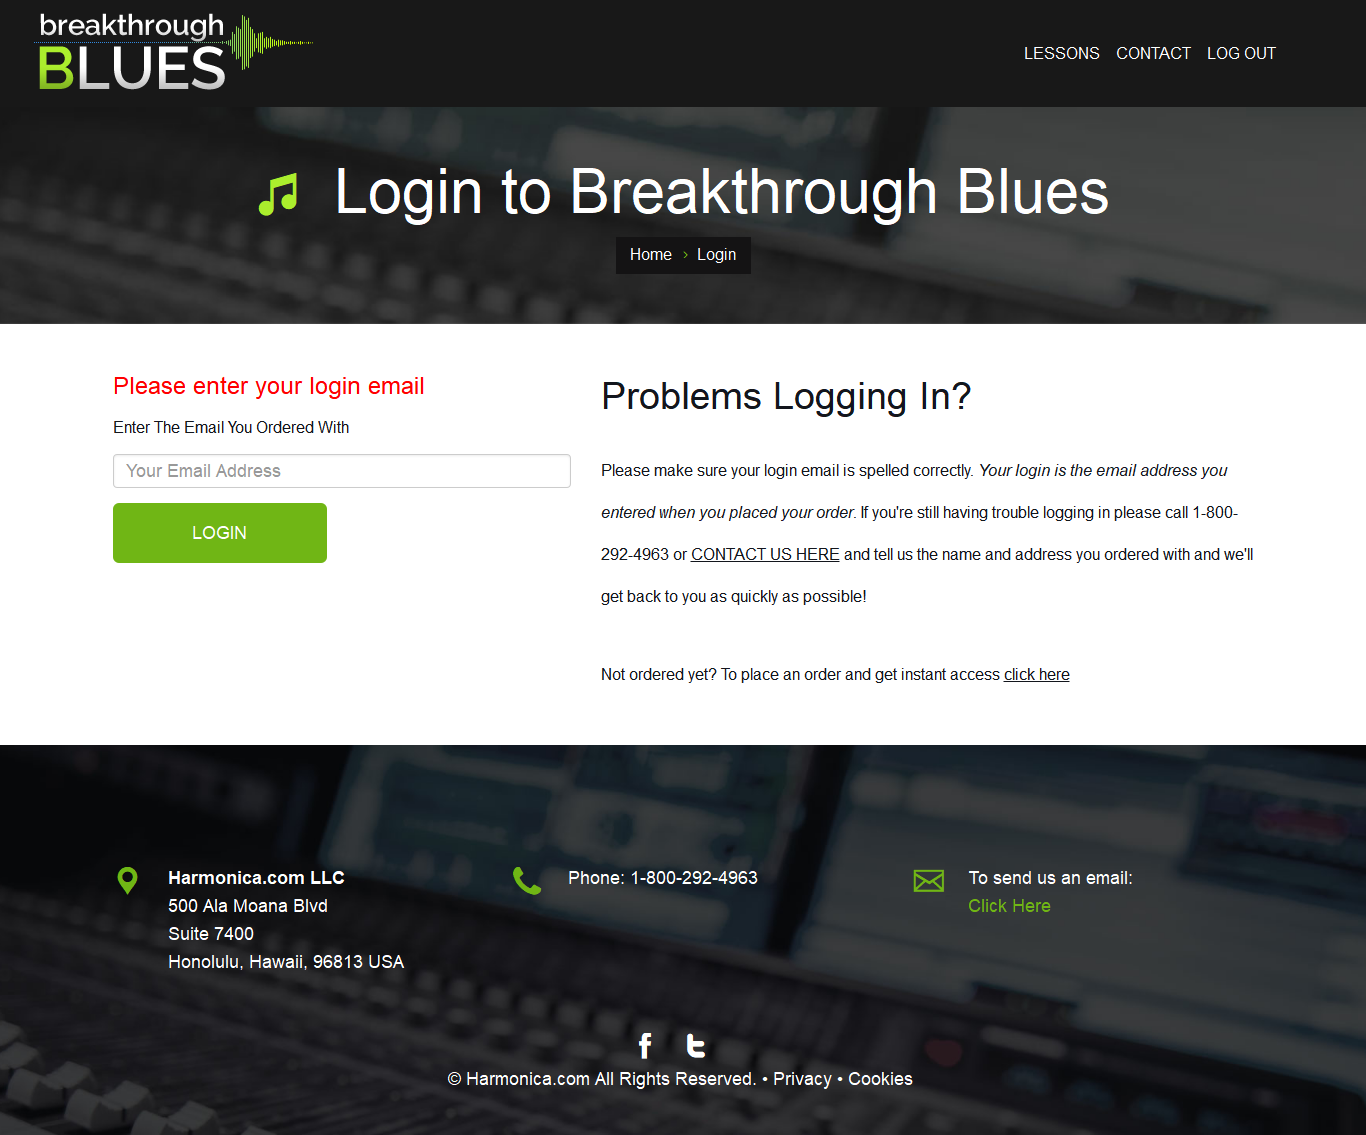 breakthrough
BLUES
LESSONS CONTACT LOG OUT
Login to Breakthrough Blues
Home › Login
Please enter your login email
Enter The Email You Ordered With
Your Email Address
LOGIN
Problems Logging In?
Please make sure your login email is spelled correctly. Your login is the email address you
entered when you placed your order. If you're still having trouble logging in please call 1-800-
292-4963 or CONTACT US HERE and tell us the name and address you ordered with and we'll
get back to you as quickly as possible!
Not ordered yet? To place an order and get instant access click here
Harmonica.com LLC
500 Ala Moana Blvd
Suite 7400
Honolulu, Hawaii, 96813 USA
Phone: 1-800-292-4963
To send us an email:
Click Here
© Harmonica.com All Rights Reserved. • Privacy • Cookies